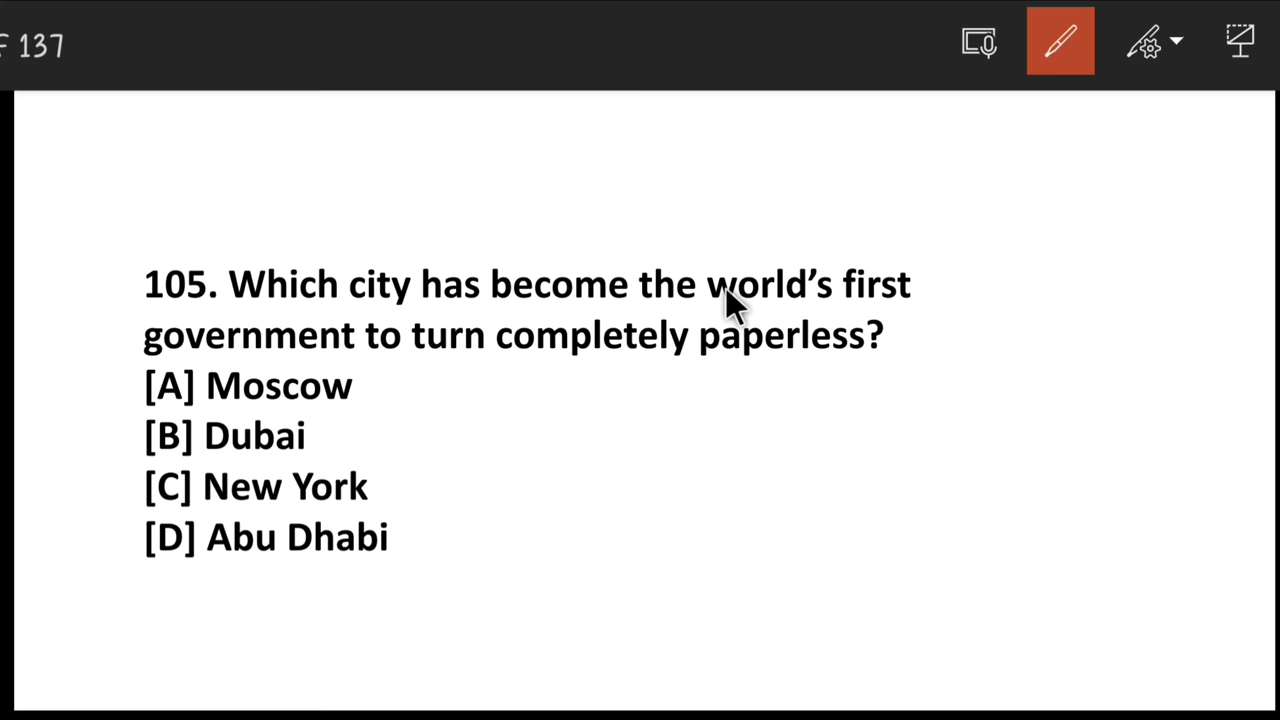 137
105. Which city has become the world’s first
government to turn completely paperless?
[A] Moscow
[B] Dubai
[C] New York
[D] Abu Dhabi